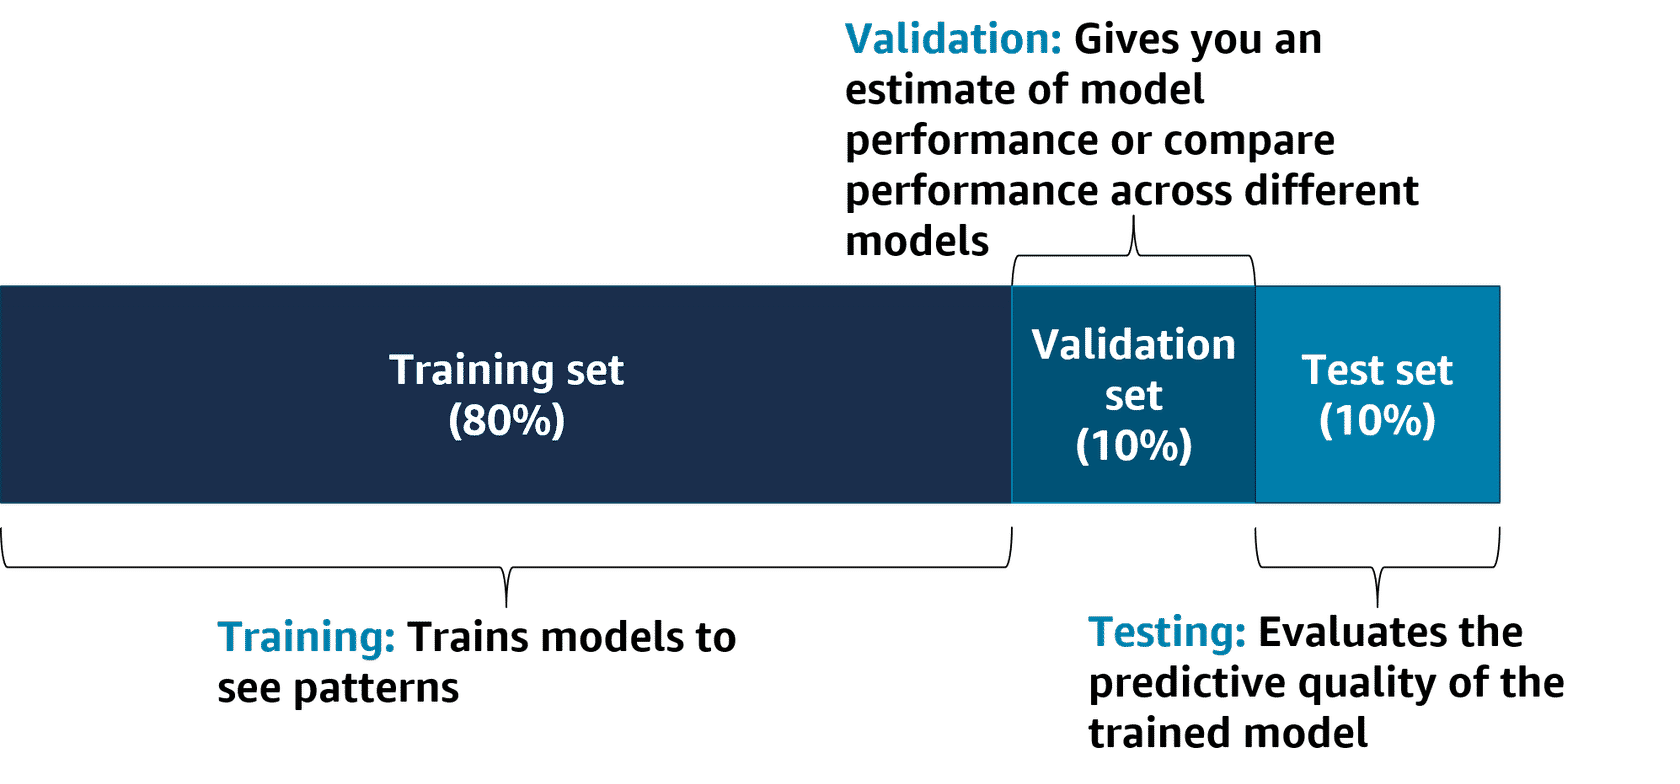 Validation: Gives you an
estimate of model
performance or compare
performance across different
models
Training set
(80%)
Validation
set
(10%)
Test set
(10%)
Training: Trains models to
see patterns
Testing: Evaluates the
predictive quality of the
trained model